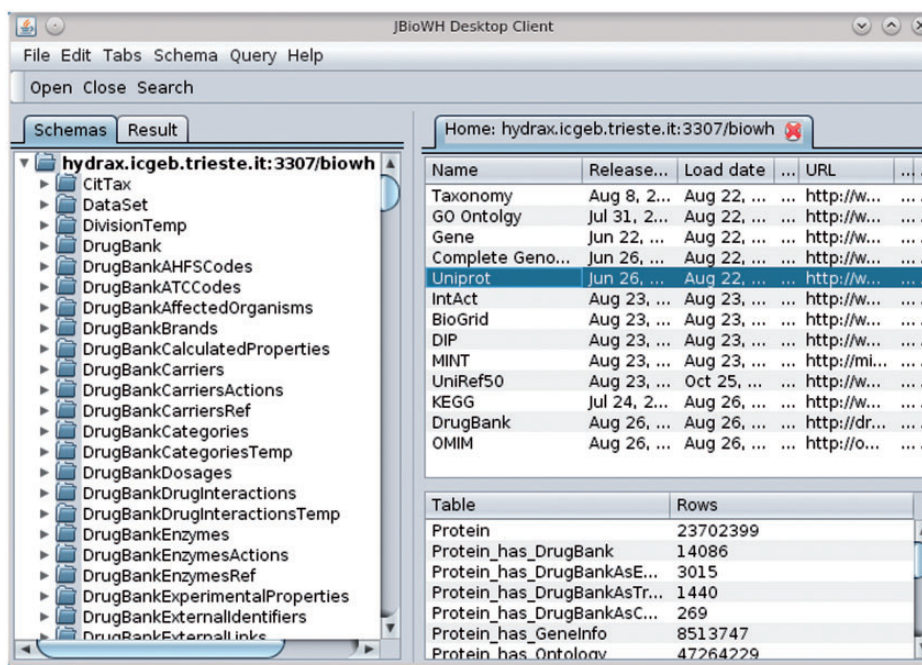 JBioWH Desktop Client
File Edit Tabs Schema Query Help
Open Close Search
Schemas Result
hydrax.icgeb.trieste.it:3307/biowh
CitTax
DataSet
DivisionTemp
DrugBank
DrugBankAHFSCodes
DrugBankATCCodes
DrugBankAffectedOrganisms
DrugBankBrands
DrugBankCalculatedProperties
DrugBankCarriers
DrugBankCarriersActions
DrugBankCarriersRef
DrugBankCategories
DrugBankCategoriesTemp
DrugBankDosages
DrugBankDrugInteractions
DrugBankDrugInteractionsTemp
DrugBankEnzymes
DrugBankEnzymesActions
DrugBankEnzymesRef
DrugBankExperimentalProperties
DrugBankExternalIdentifiers
DrugBankExternalLinks
Home: hydrax.icgeb.trieste.it:3307/biowh
Name Release... Load date ... URL ...
Taxonomy Aug 8, 2... Aug 22, ... ... http://w... ...
GO Ontolgy Jul 31, 2... Aug 22, ... ... http://w... ...
Gene Jun 22, ... Aug 22, ... ... http://w... ...
Complete Geno... Jun 26, ... Aug 22, ... ... http://w... ...
Uniprot Jun 26, ... Aug 22, ... ... http://w... ...
IntAct Aug 23, ... Aug 23, ... ... http://w... ...
BioGrid Aug 23, ... Aug 23, ... ... http://w... ...
DIP Aug 23, ... Aug 23, ... ... http://w... ...
MINT Aug 23, ... Aug 23, ... ... http://mi... ...
UniRef50 Aug 23, ... Oct 25, ... ... http://w... ...
KEGG Jul 24, 2... Aug 26, ... ... http://w... ...
DrugBank Aug 26, ... Aug 26, ... ... http://dr... ...
OMIM Aug 26, ... Aug 26, ... ... http://o... ...
Table Rows
Protein 23702399
Protein_has_DrugBank 14086
Protein_has_DrugBankAsE... 3015
Protein_has_DrugBankAsTr... 1440
Protein_has_DrugBankAsC... 269
Protein_has_GeneInfo 8513747
Protein_has_Ontology 47264229